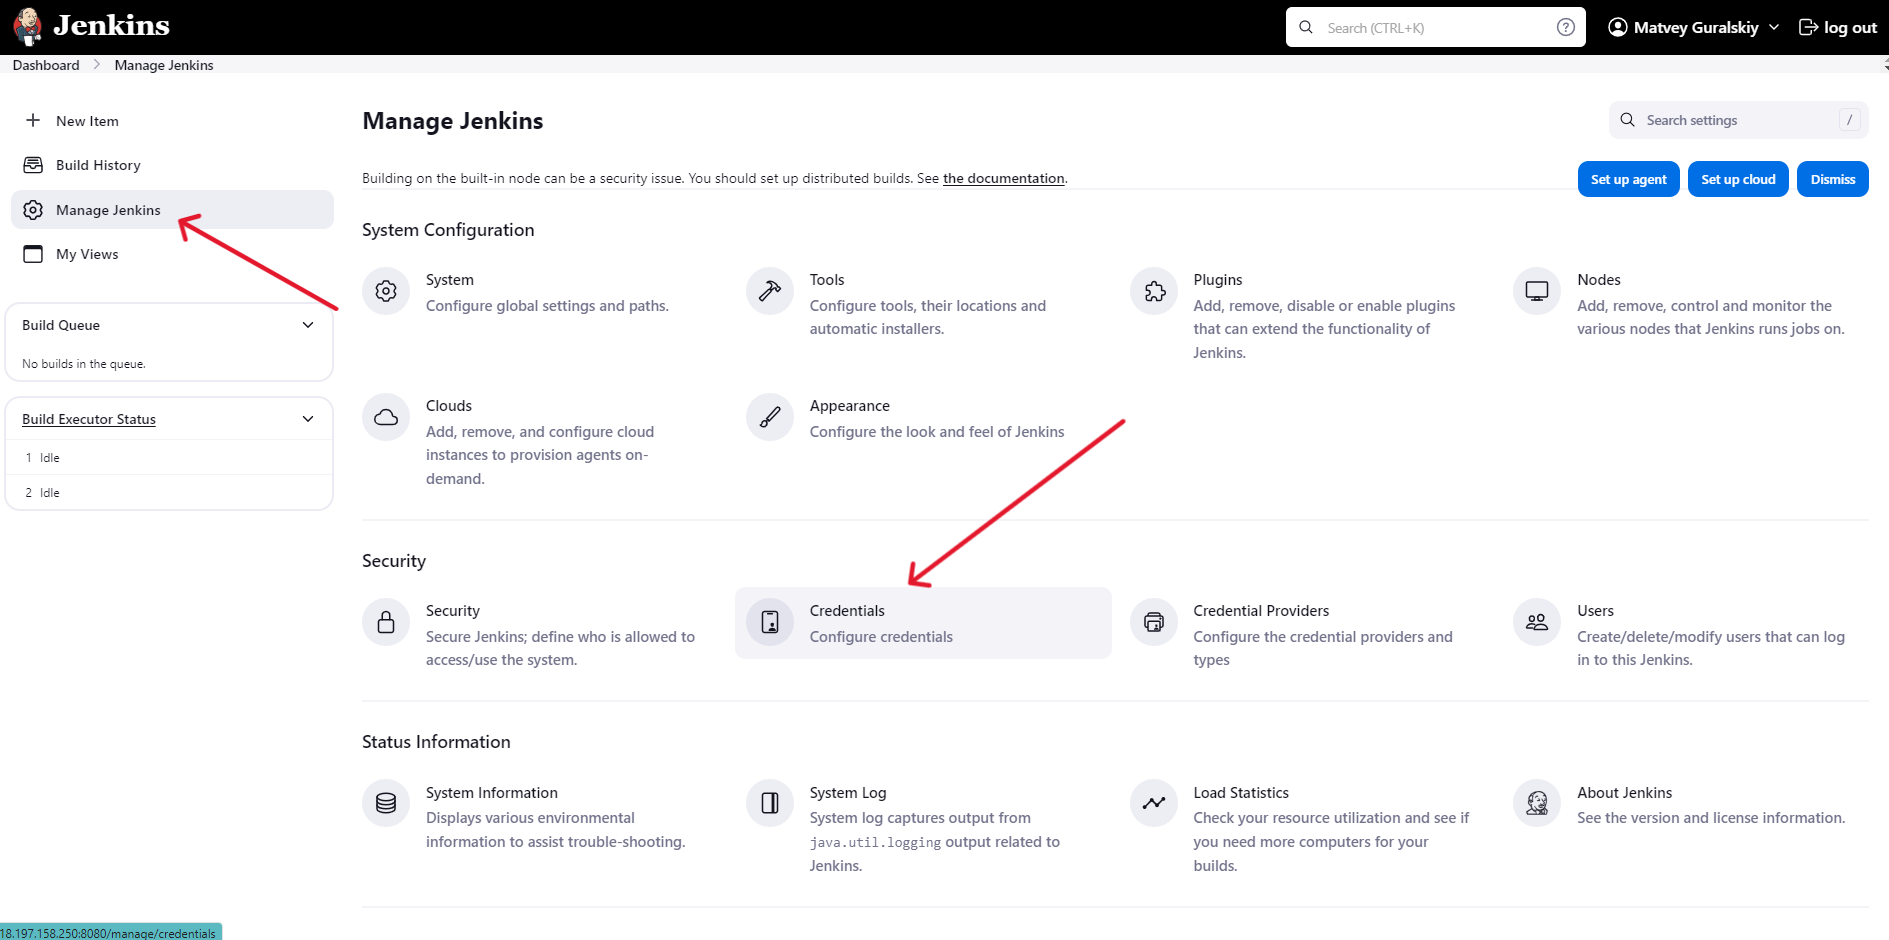 Jenkins
Search (CTRL+K)
?
Matvey Guralskiy
log out
Dashboard
Manage Jenkins
New Item
Build History
Manage Jenkins
My Views
Build Queue
No builds in the queue.
Build Executor Status
1 Idle
2 Idle
Manage Jenkins
Search settings
/
Building on the built-in node can be a security issue. You should set up distributed builds. See the documentation.
Set up agent
Set up cloud
Dismiss
System Configuration
System
Configure global settings and paths.
Tools
Configure tools, their locations and
automatic installers.
Plugins
Add, remove, disable or enable plugins
that can extend the functionality of
Jenkins.
Nodes
Add, remove, control and monitor the
various nodes that Jenkins runs jobs on.
Clouds
Add, remove, and configure cloud
instances to provision agents on-
demand.
Appearance
Configure the look and feel of Jenkins
Security
Security
Secure Jenkins; define who is allowed to
access/use the system.
Credentials
Configure credentials
Credential Providers
Configure the credential providers and
types
Users
Create/delete/modify users that can log
in to this Jenkins.
Status Information
System Information
Displays various environmental
information to assist trouble-shooting.
System Log
System log captures output from
java.util.logging output related to
Jenkins.
Load Statistics
Check your resource utilization and see if
you need more computers for your
builds.
About Jenkins
See the version and license information.
18.197.158.250:8080/manage/credentials